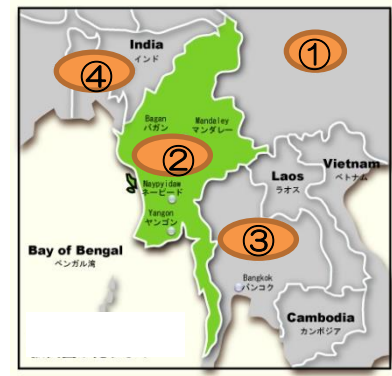 ①
India
インド
④
Bagan
バガン
Mandaley
マンダレー
②
Naypyidaw
ネーピード
Yangon
ヤンゴン
Laos
ラオス
Vietnam
ベトナム
③
Bay of Bengal
ベンガル湾
Bangkok
バンコク
Cambodia
カンボジア